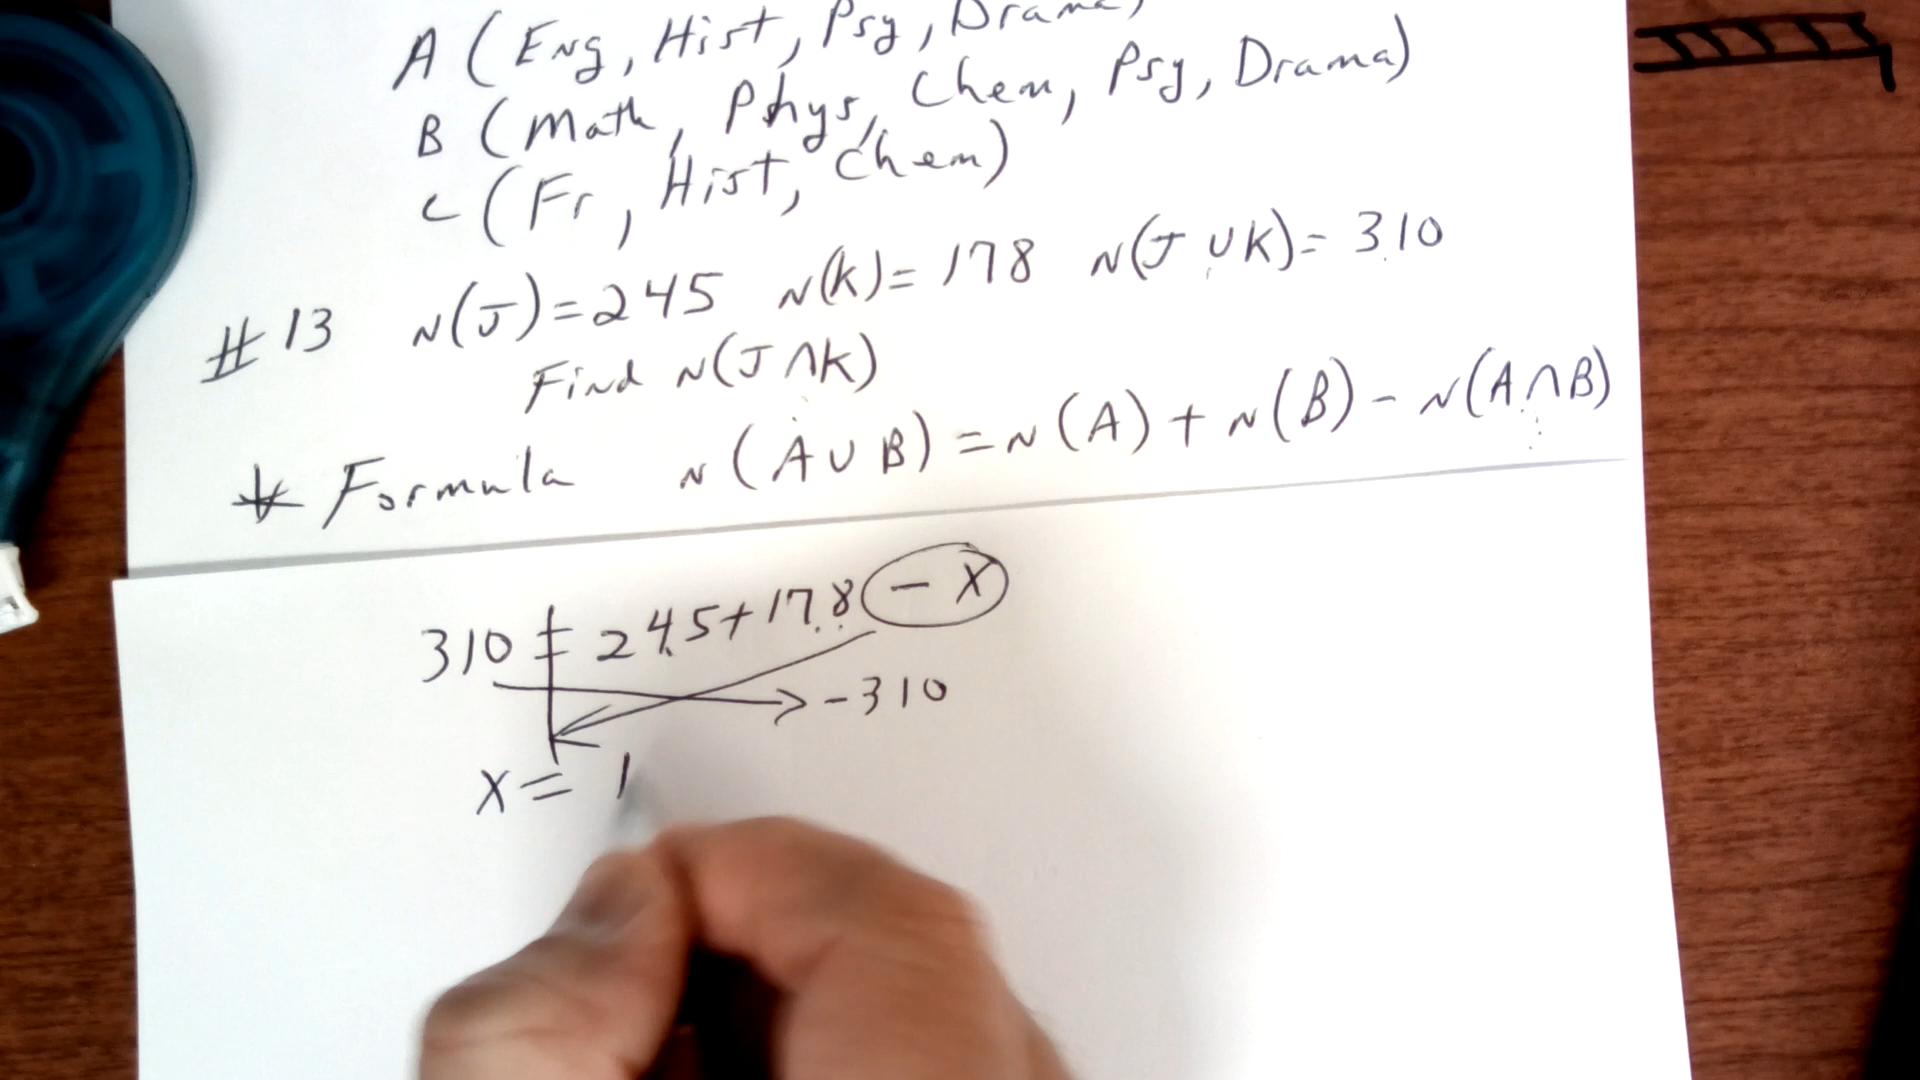 A (Eng, Hist, Psy, Drama)
B (Math, Phys, Chem, Psy, Drama)
C (Fr, Hist, Chem)
#13 n(J)=245 n(K)=178 n(J∪K)=310
Find n(J∩K)
* Formula n(A∪B)=n(A)+n(B)-n(A∩B)
310 = 245+178 - x
-310
x = 1